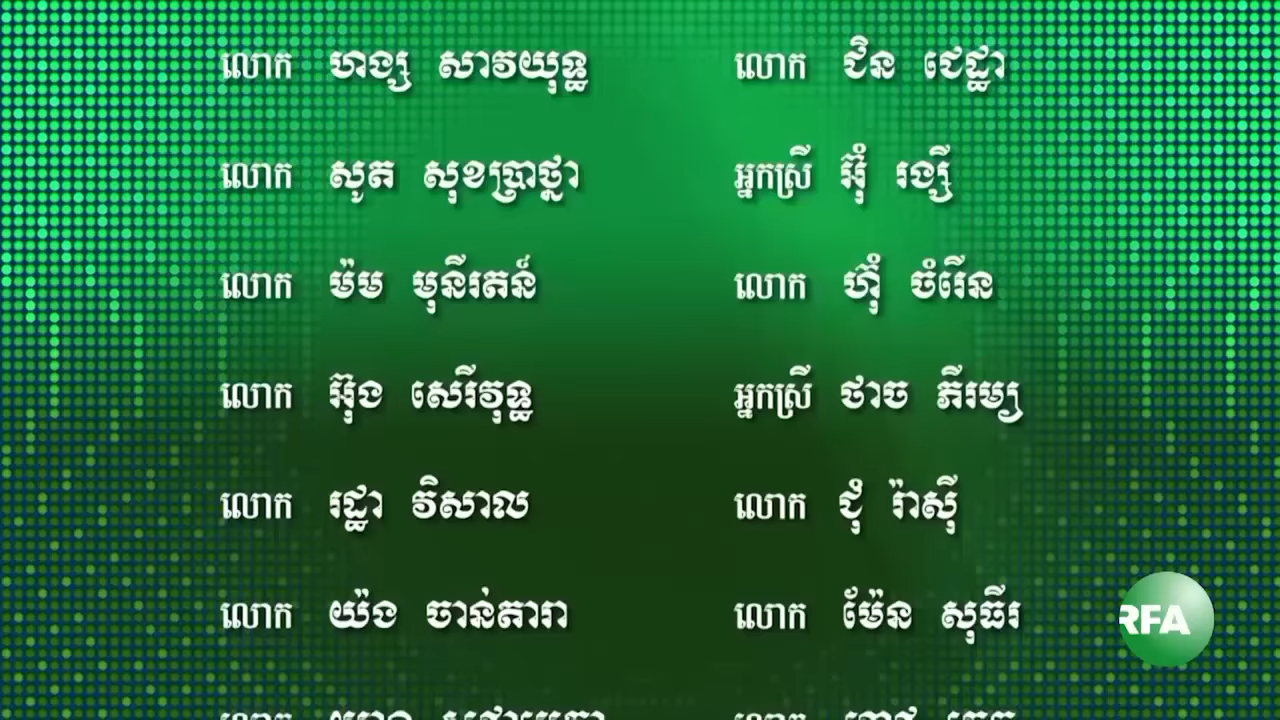 លោក ហង្ស សាវយុទ្ធ លោក ជិន ជេដ្ឋា
លោក សូត សុខប្រាថ្នា អ្នកស្រី អ៊ុំ រង្ស៊ី
លោក ម៉ម មុនីរតន៍ លោក ហ៊ុំ ចំរើន
លោក អ៊ុង សេរីវុទ្ធ អ្នកស្រី ថាច ភីរម្យ
លោក រដ្ឋា វិសាល លោក ជុំ រ៉ាស៊ី
លោក យ៉ង ចាន់តារា លោក ម៉ែន សុធីរ
RFA